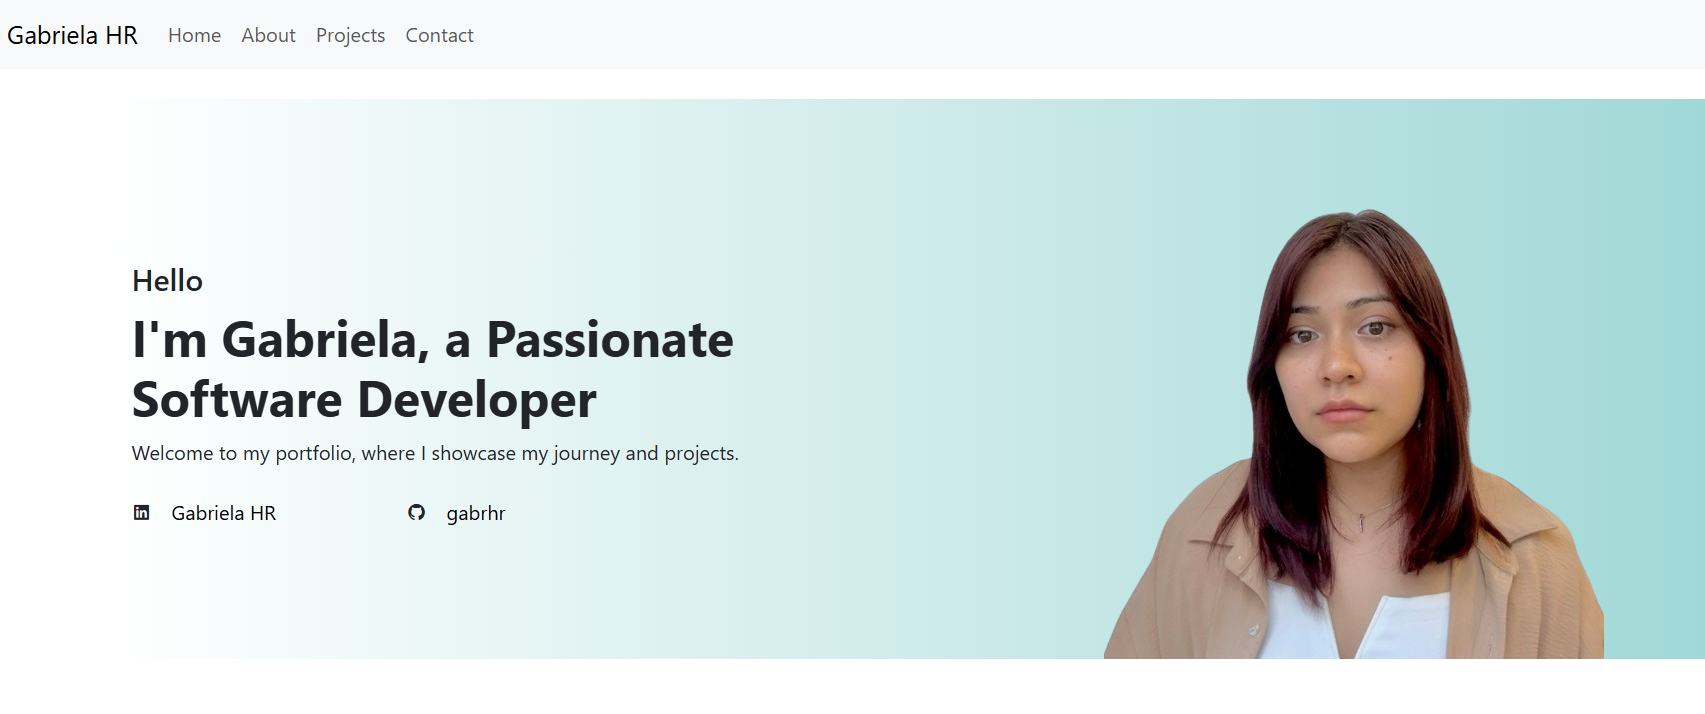 Gabriela HR Home About Projects Contact
Hello
I'm Gabriela, a Passionate
Software Developer
Welcome to my portfolio, where I showcase my journey and projects.
in Gabriela HR gabrhr